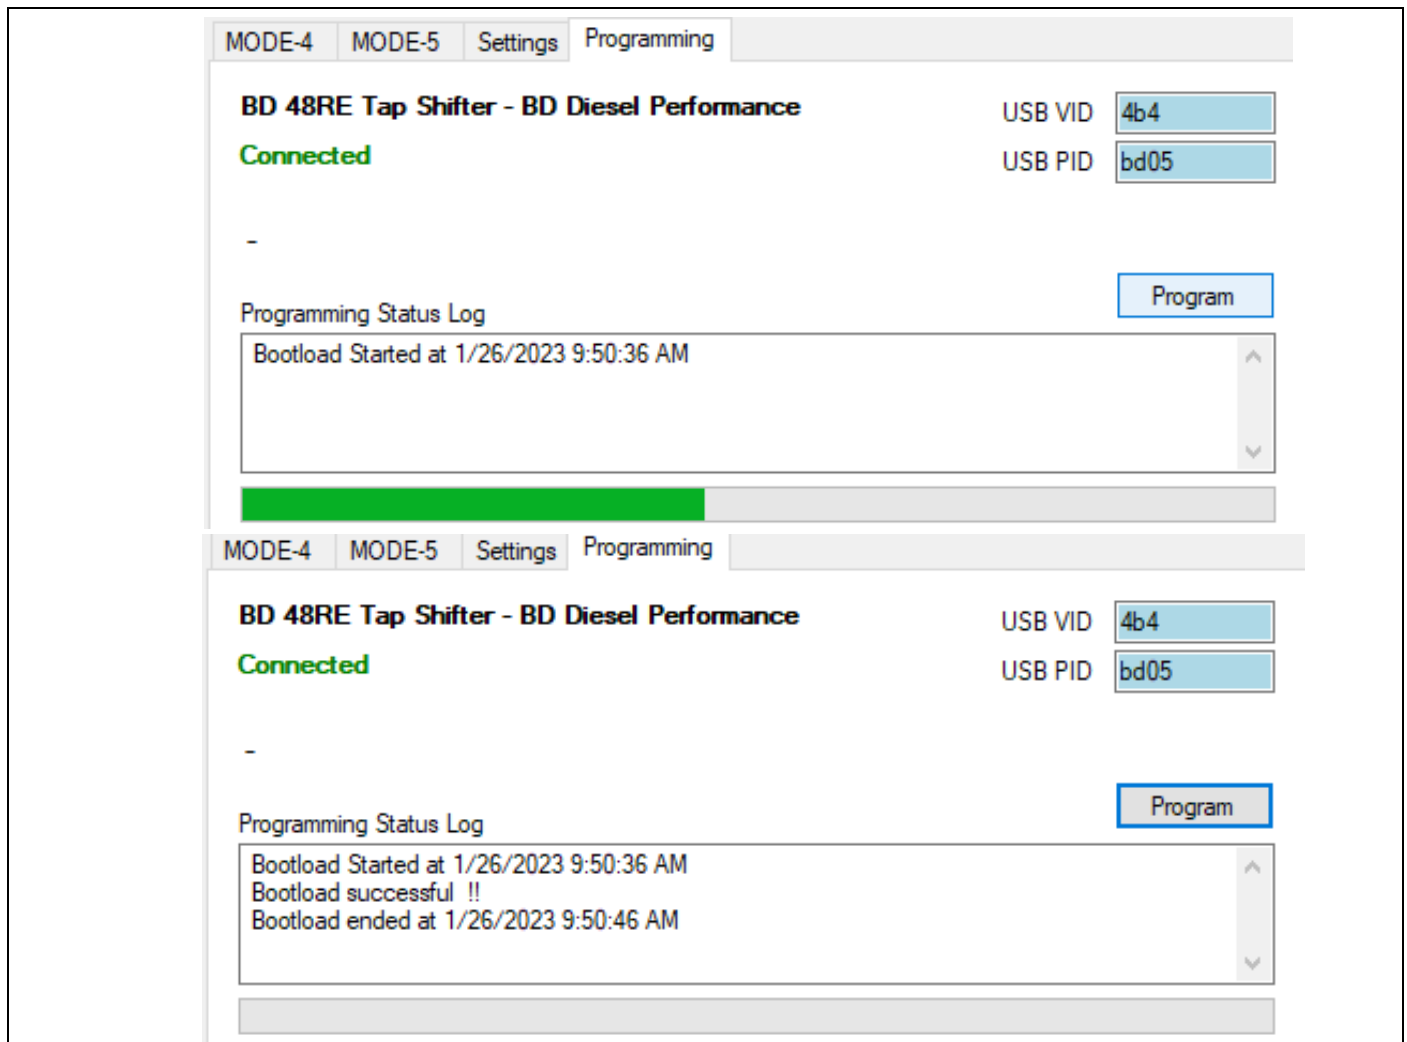 MODE-4 MODE-5 Settings Programming
BD 48RE Tap Shifter - BD Diesel Performance
USB VID 4b4
Connected
USB PID bd05
-
Program
Programming Status Log
Bootload Started at 1/26/2023 9:50:36 AM
MODE-4 MODE-5 Settings Programming
BD 48RE Tap Shifter - BD Diesel Performance
USB VID 4b4
Connected
USB PID bd05
-
Program
Programming Status Log
Bootload Started at 1/26/2023 9:50:36 AM
Bootload successful !!
Bootload ended at 1/26/2023 9:50:46 AM